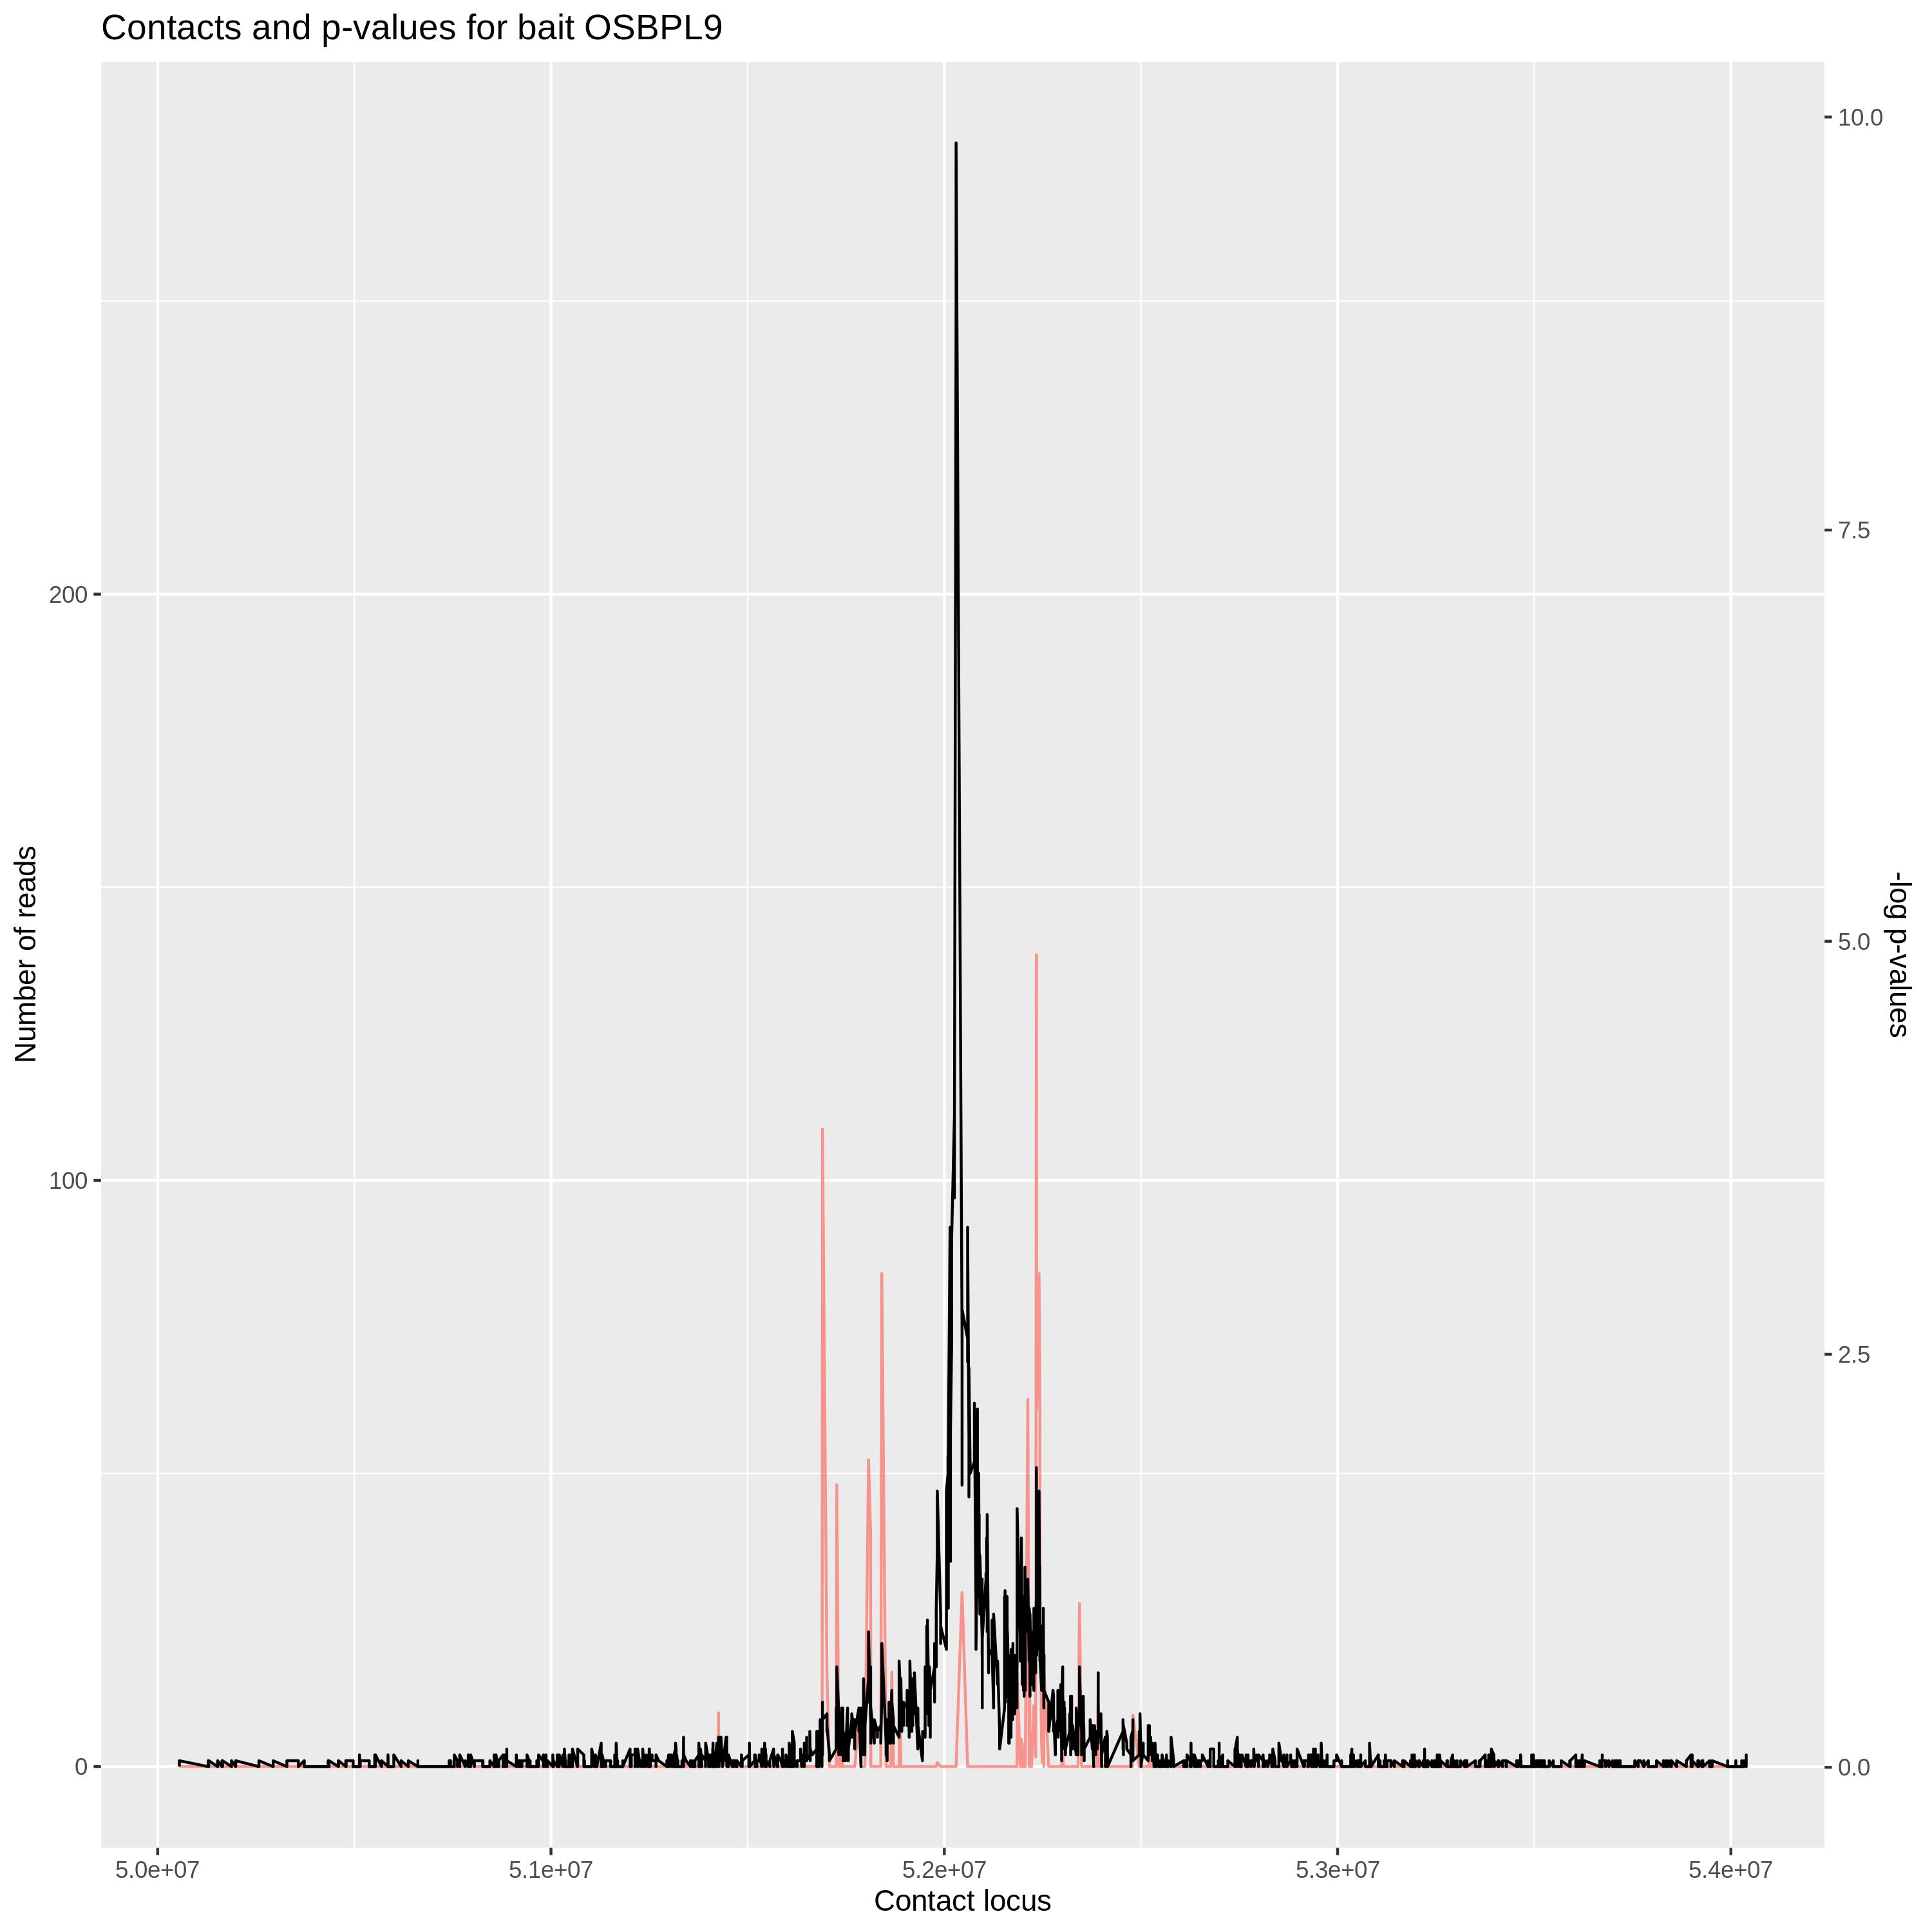 Contacts and p-values for bait OSBPL9
Number of reads
200
100
0
10.0
7.5
5.0
2.5
0.0
-log p-values
5.0e+07 5.1e+07 5.2e+07 5.3e+07 5.4e+07
Contact locus